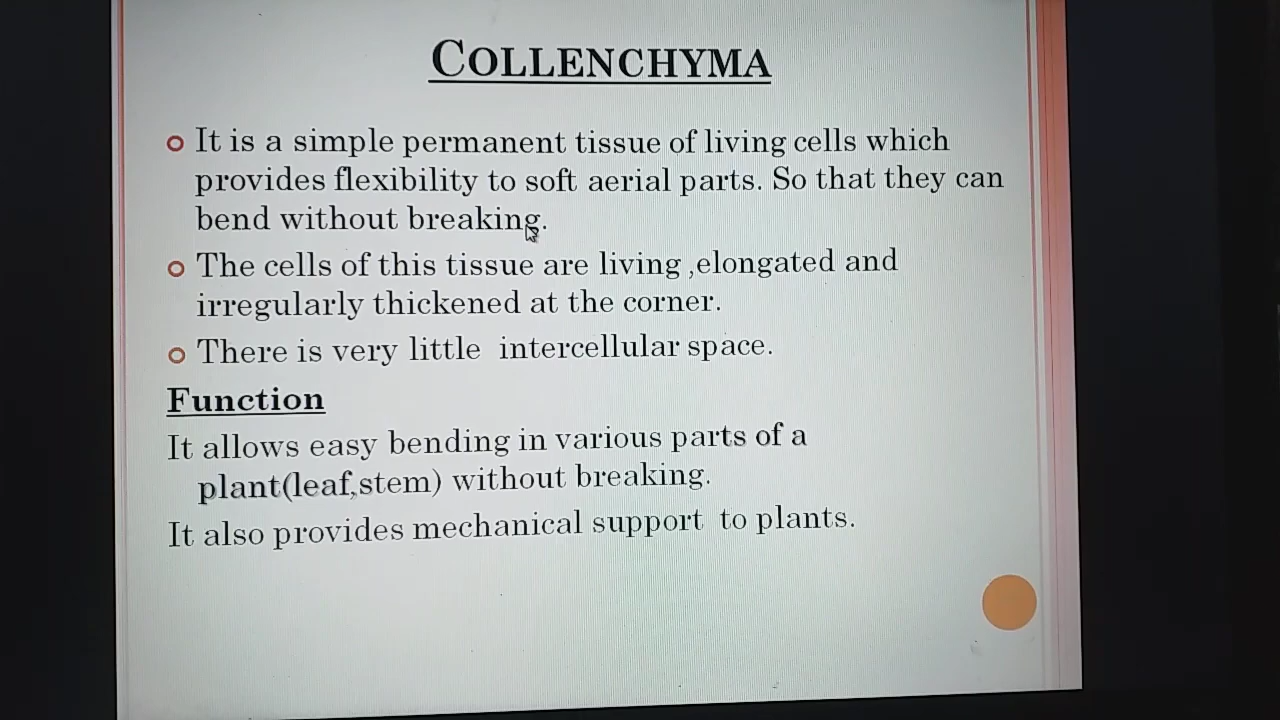 COLLENCHYMA
It is a simple permanent tissue of living cells which
provides flexibility to soft aerial parts. So that they can
bend without breaking.
The cells of this tissue are living ,elongated and
irregularly thickened at the corner.
There is very little intercellular space.
Function
It allows easy bending in various parts of a
plant(leaf,stem) without breaking.
It also provides mechanical support to plants.